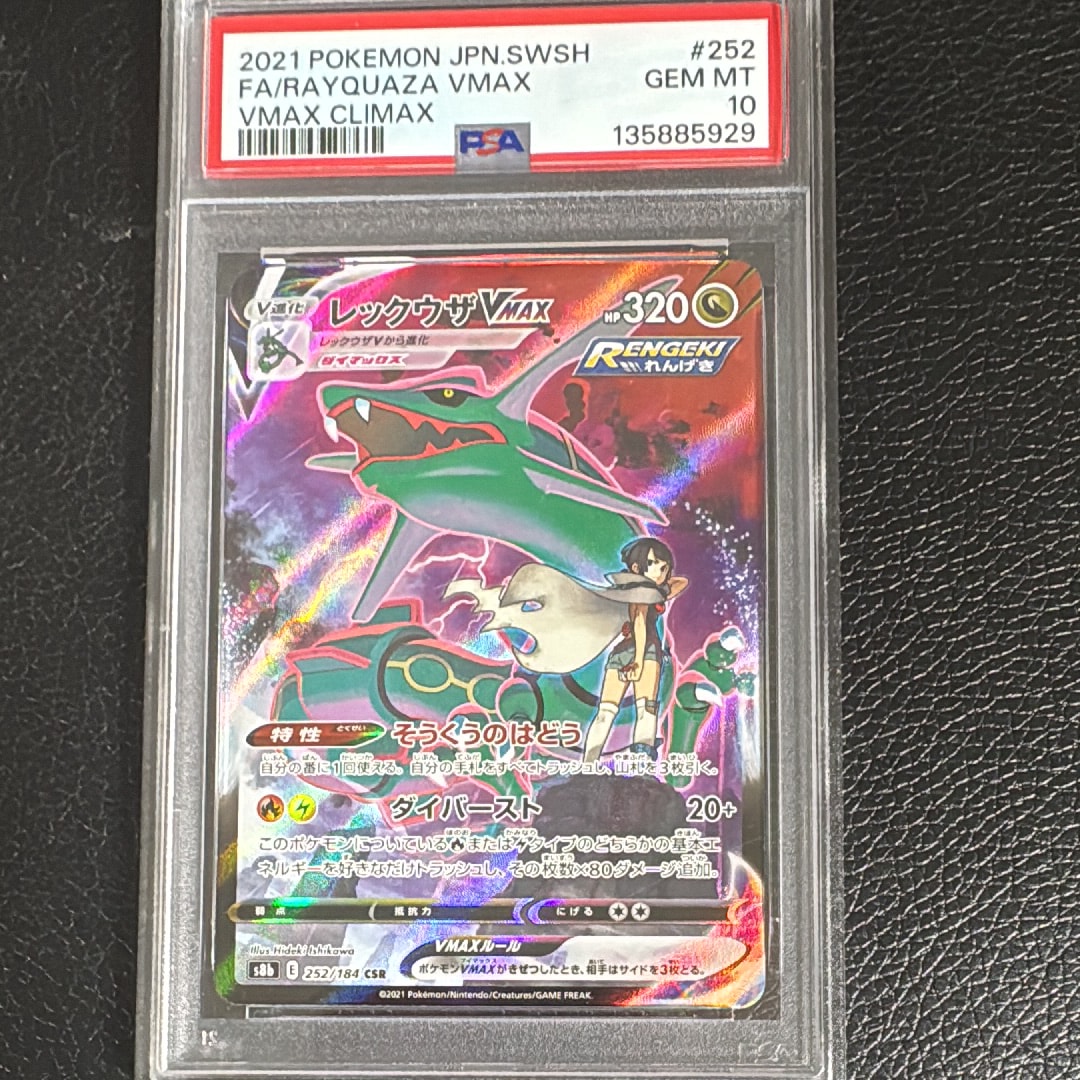 2021 POKEMON JPN.SWSH #252
FA/RAYQUAZA VMAX GEM MT
VMAX CLIMAX 10
PSA 135885929
V進化 レックウザVMAX HP320
レックウザVから進化
ダイマックス
RENGEKI
れんげき
特性 とくせい そうくうのはどう
自分の番に1回使える。自分の手札をすべてトラッシュし、山札を3枚引く。
ダイバースト 20+
このポケモンについているまたはタイプのどちらかの基本エ
ネルギーを好きなだけトラッシュし、その枚数×80ダメージ追加。
弱点 抵抗力 にげる
Illus. Hideki Ishikawa
VMAXルール
s8b E 252/184 CSR
ポケモンVMAXがきぜつしたとき、相手はサイドを3枚とる。
©2021 Pokémon/Nintendo/Creatures/GAME FREAK.